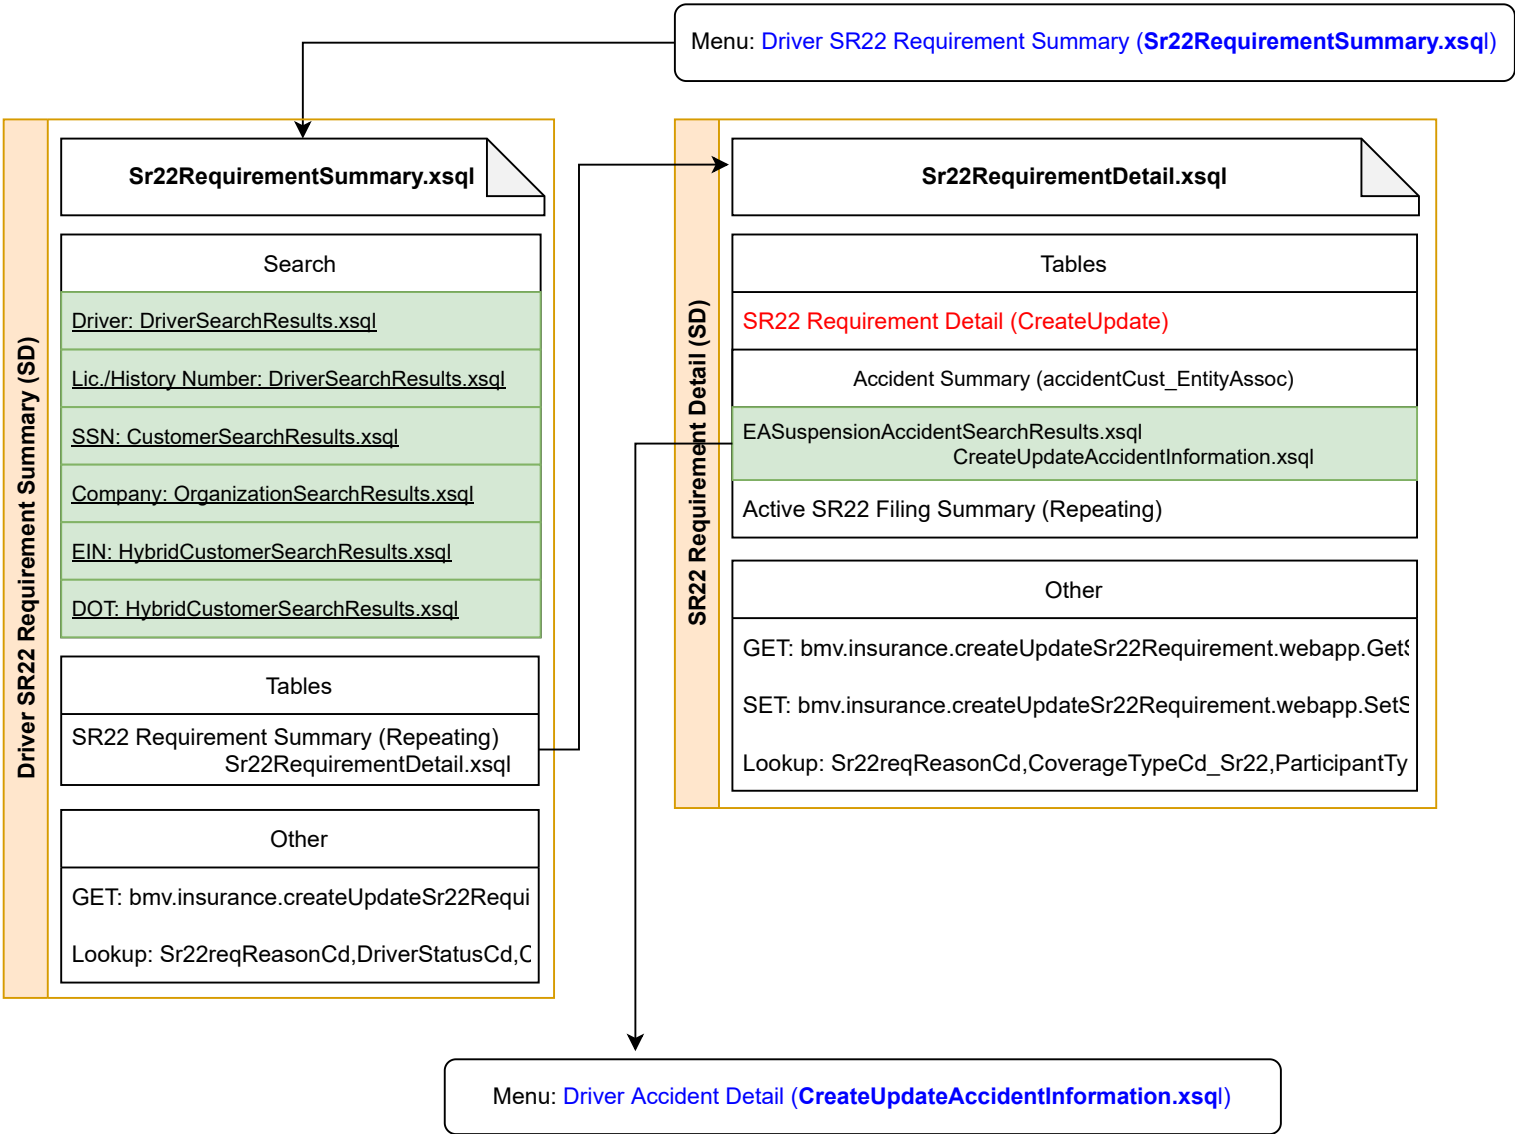 Menu: Driver SR22 Requirement Summary (Sr22RequirementSummary.xsql)
Driver SR22 Requirement Summary (SD)
Sr22RequirementSummary.xsql
Search
Driver: DriverSearchResults.xsql
Lic./History Number: DriverSearchResults.xsql
SSN: CustomerSearchResults.xsql
Company: OrganizationSearchResults.xsql
EIN: HybridCustomerSearchResults.xsql
DOT: HybridCustomerSearchResults.xsql
Tables
SR22 Requirement Summary (Repeating)
Sr22RequirementDetail.xsql
Other
GET: bmv.insurance.createUpdateSr22Requi
Lookup: Sr22reqReasonCd,DriverStatusCd,C
SR22 Requirement Detail (SD)
Sr22RequirementDetail.xsql
Tables
SR22 Requirement Detail (CreateUpdate)
Accident Summary (accidentCust_EntityAssoc)
EASuspensionAccidentSearchResults.xsql
CreateUpdateAccidentInformation.xsql
Active SR22 Filing Summary (Repeating)
Other
GET: bmv.insurance.createUpdateSr22Requirement.webapp.GetS
SET: bmv.insurance.createUpdateSr22Requirement.webapp.SetS
Lookup: Sr22reqReasonCd,CoverageTypeCd_Sr22,ParticipantTy
Menu: Driver Accident Detail (CreateUpdateAccidentInformation.xsql)